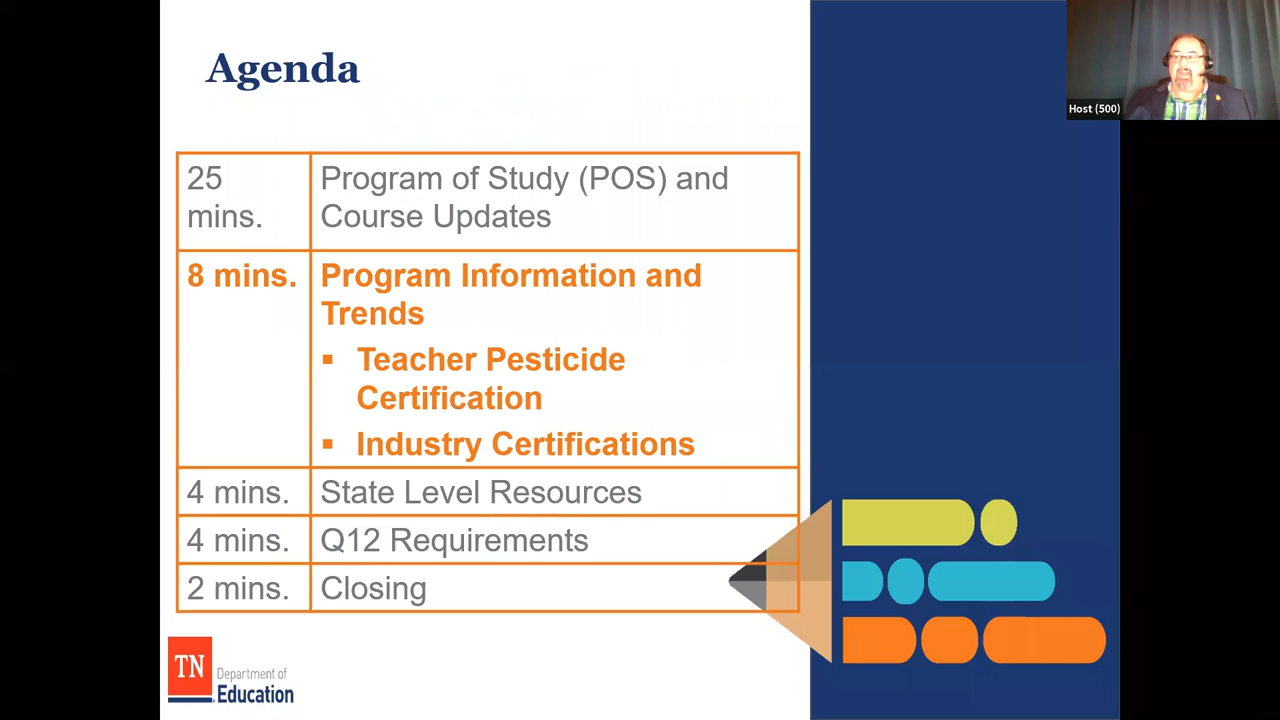 Agenda
25 mins.
Program of Study (POS) and
Course Updates
8 mins.
Program Information and
Trends
▪ Teacher Pesticide
Certification
▪ Industry Certifications
4 mins.
State Level Resources
4 mins.
Q12 Requirements
2 mins.
Closing
TN
Department of
Education
Host (500)